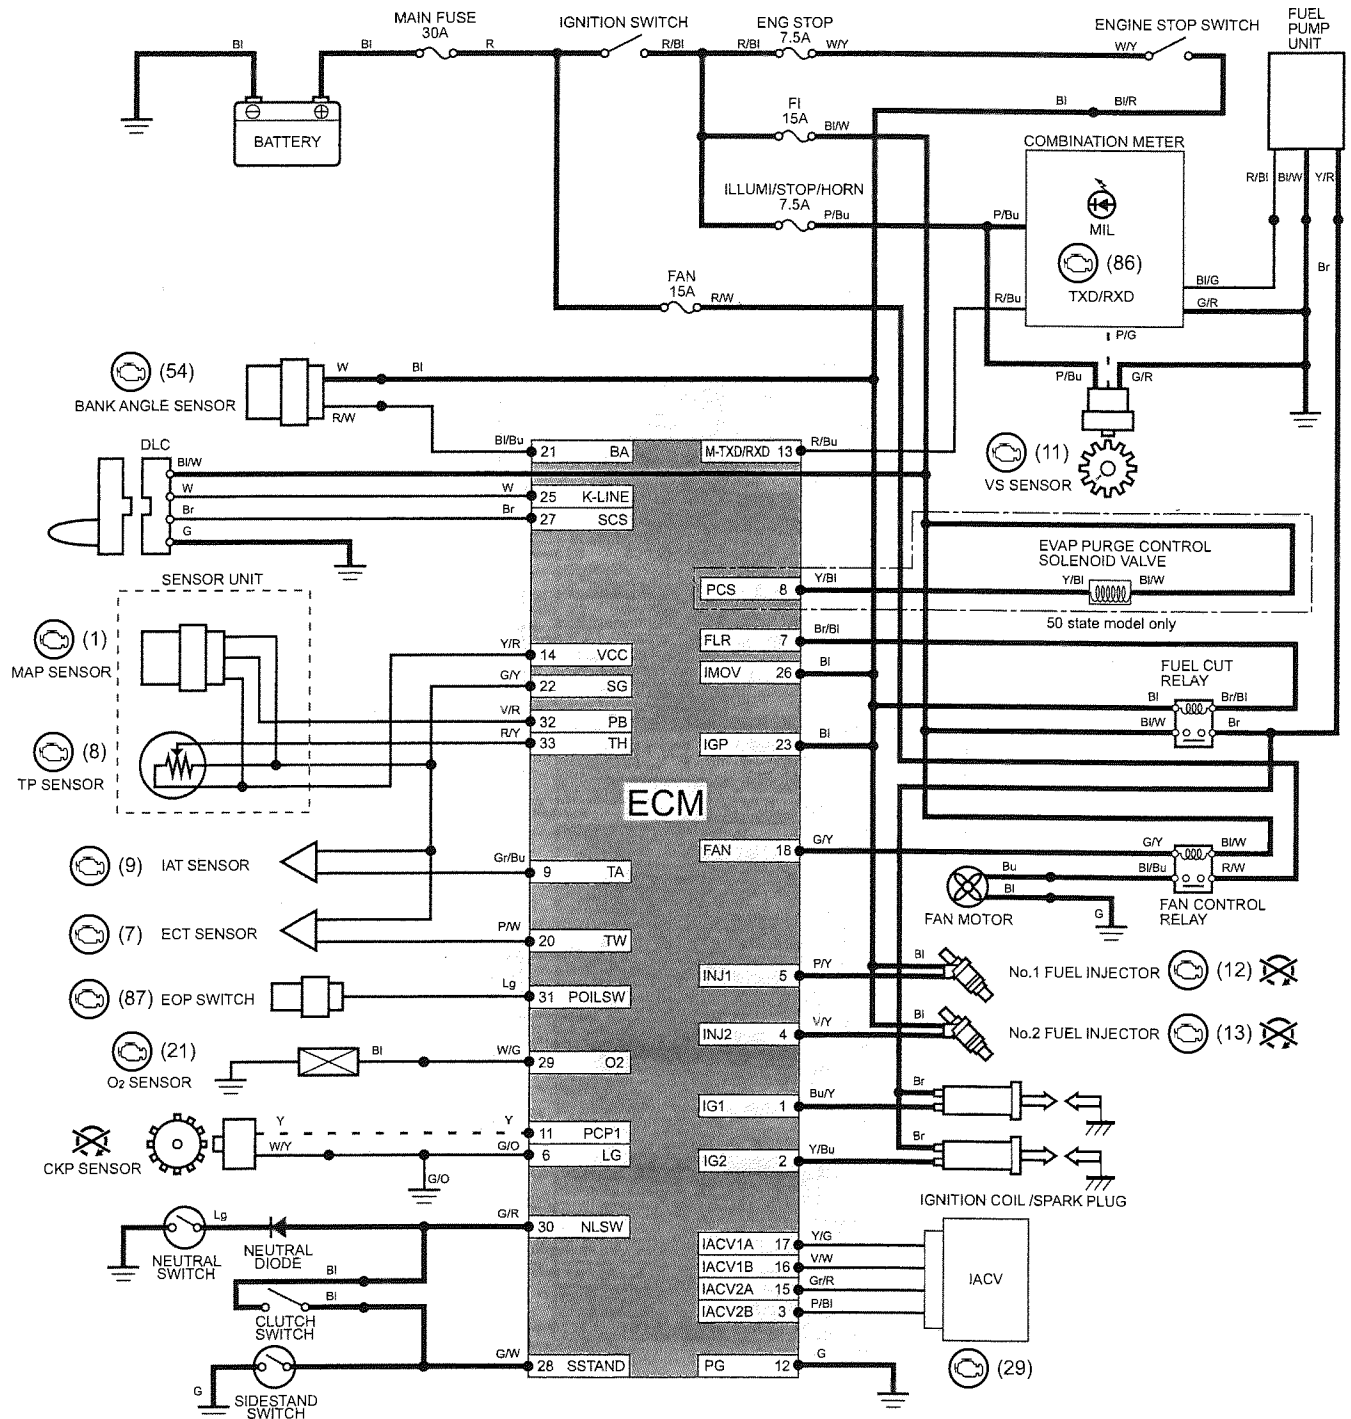 MAIN FUSE
30A
IGNITION SWITCH
ENG STOP
7.5A
ENGINE STOP SWITCH
FUEL
PUMP
UNIT
Bl
Bl
R
R/Bl
R/Bl
W/Y
W/Y
BATTERY
FI
15A
Bl/W
Bl
Bl/R
COMBINATION METER
R/Bl
Bl/W
Y/R
ILLUMI/STOP/HORN
7.5A
P/Bu
P/Bu
MIL
(86)
TXD/RXD
Br
FAN
15A
R/W
R/Bu
Bl/G
G/R
P/G
(54)
BANK ANGLE SENSOR
W
Bl
R/W
P/Bu
G/R
DLC
Bl/W
W
Br
G
Bl/Bu
21 BA
M-TXD/RXD 13
R/Bu
(11)
VS SENSOR
W
25 K-LINE
Br
27 SCS
SENSOR UNIT
EVAP PURGE CONTROL
SOLENOID VALVE
PCS 8
Y/Bl
Y/Bl
Bl/W
50 state model only
(1)
MAP SENSOR
Y/R
14 VCC
FLR 7
Br/Bl
G/Y
22 SG
IMOV 26
Bl
FUEL CUT
RELAY
Bl
Br/Bl
Bl/W
Br
V/R
32 PB
R/Y
33 TH
IGP 23
Bl
(8)
TP SENSOR
ECM
(9)
IAT SENSOR
Gr/Bu
9 TA
FAN 18
G/Y
G/Y
Bl/W
Bl/Bu
R/W
Bu
Bl
G
FAN MOTOR
FAN CONTROL
RELAY
(7)
ECT SENSOR
P/W
20 TW
INJ1 5
P/Y
Bl
No.1 FUEL INJECTOR
(12)
(87)
EOP SWITCH
Lg
31 POILSW
INJ2 4
V/Y
Bl
No.2 FUEL INJECTOR
(13)
(21)
O2 SENSOR
Bl
W/G
29 O2
Br
IG1 1
Bu/Y
CKP SENSOR
Y
Y
11 PCP1
W/Y
G/O
6 LG
G/O
Br
IG2 2
Y/Bu
IGNITION COIL /SPARK PLUG
Lg
NEUTRAL
SWITCH
NEUTRAL
DIODE
G/R
30 NLSW
IACV1A 17
Y/G
IACV1B 16
V/W
IACV2A 15
Gr/R
IACV2B 3
P/Bl
IACV
Bl
Bl
CLUTCH
SWITCH
G
SIDESTAND
SWITCH
G/W
28 SSTAND
PG 12
G
(29)